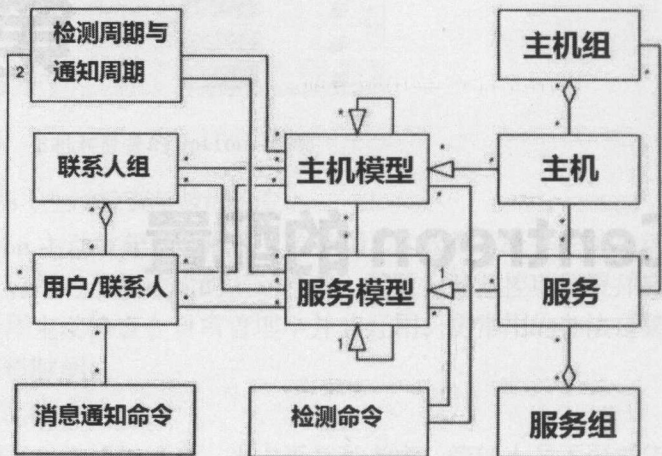 检测周期与
通知周期
主机组
2
联系人组
主机模型
主机
用户/联系人
服务模型
1
服务
1
消息通知命令
检测命令
服务组